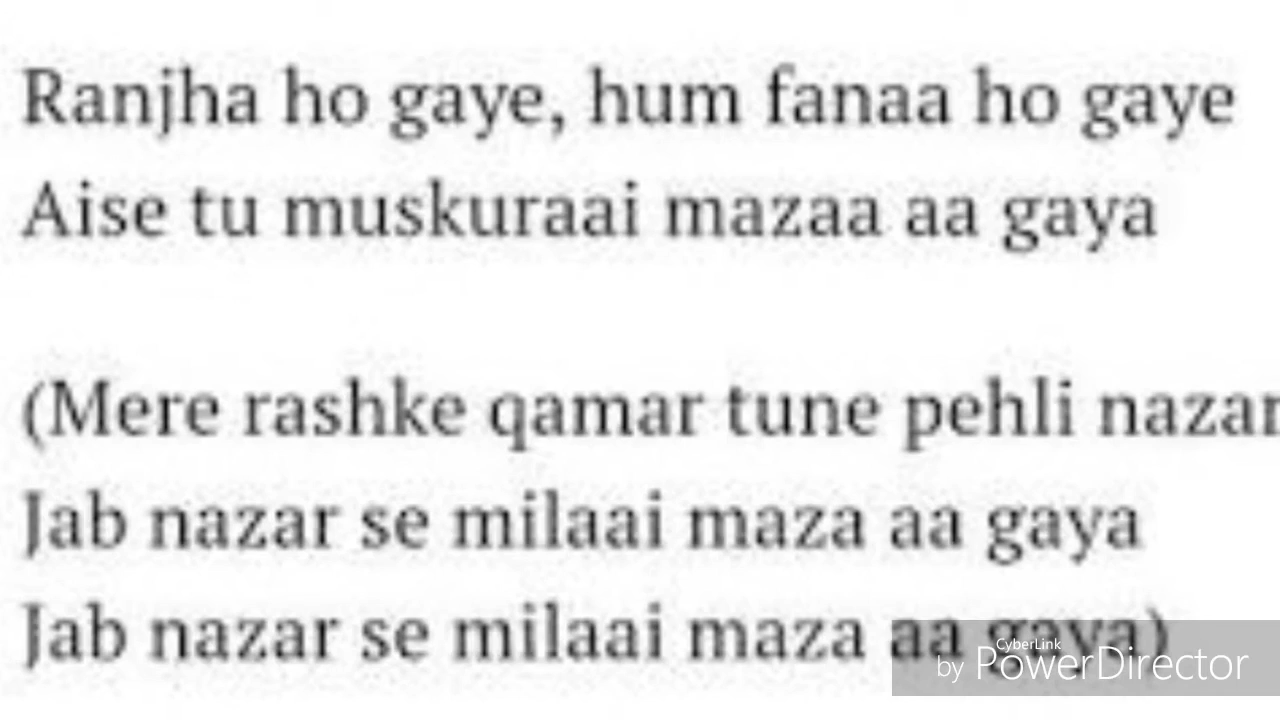 Ranjha ho gaye, hum fanaa ho gaye
Aise tu muskuraai mazaa aa gaya
(Mere rashke qamar tune pehli nazar
Jab nazar se milaai maza aa gaya
Jab nazar se milaai maza aa gaya)
CyberLink
by PowerDirector